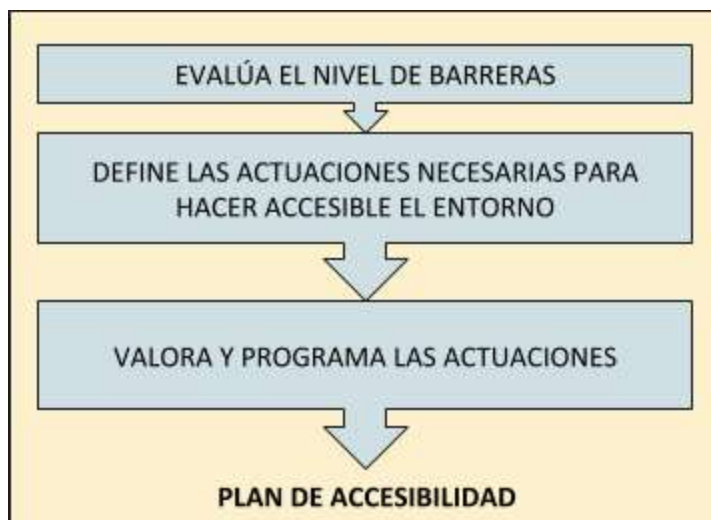 EVALÚA EL NIVEL DE BARRERAS
DEFINE LAS ACTUACIONES NECESARIAS PARA
HACER ACCESIBLE EL ENTORNO
VALORA Y PROGRAMA LAS ACTUACIONES
PLAN DE ACCESIBILIDAD